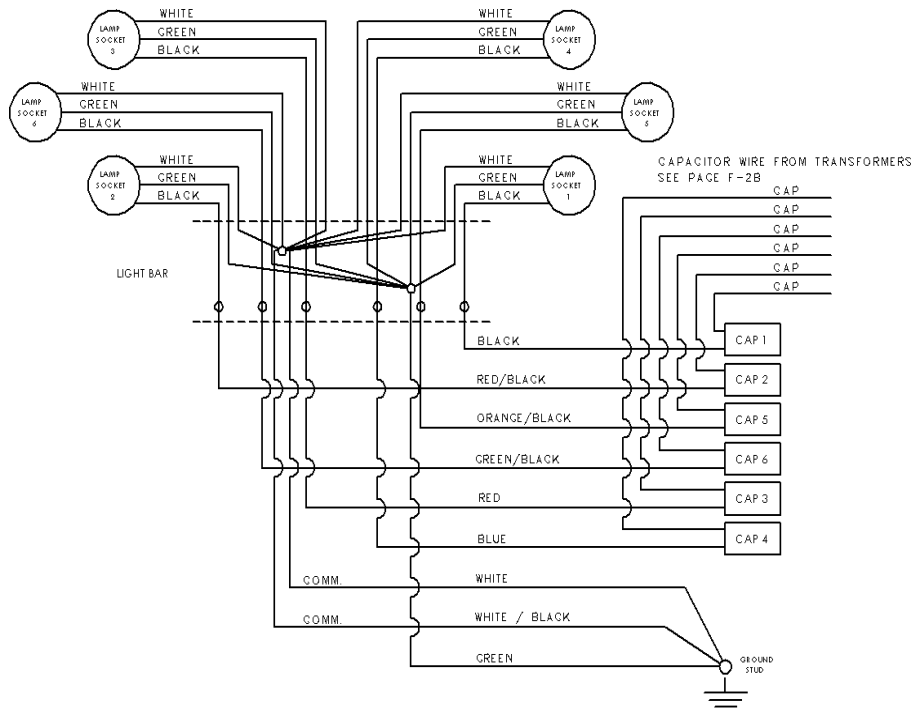 WHITE
GREEN
BLACK
LAMP
SOCKET
3
WHITE
GREEN
BLACK
LAMP
SOCKET
4
WHITE
GREEN
BLACK
LAMP
SOCKET
6
WHITE
GREEN
BLACK
LAMP
SOCKET
5
WHITE
GREEN
BLACK
LAMP
SOCKET
2
WHITE
GREEN
BLACK
LAMP
SOCKET
1
CAPACITOR WIRE FROM TRANSFORMERS
SEE PAGE F-2B
CAP
CAP
CAP
CAP
CAP
CAP
LIGHT BAR
BLACK
CAP 1
RED/BLACK
CAP 2
ORANGE/BLACK
CAP 5
GREEN/BLACK
CAP 6
RED
CAP 3
BLUE
CAP 4
COMM.
WHITE
COMM.
WHITE / BLACK
GREEN
GROUND
STUD